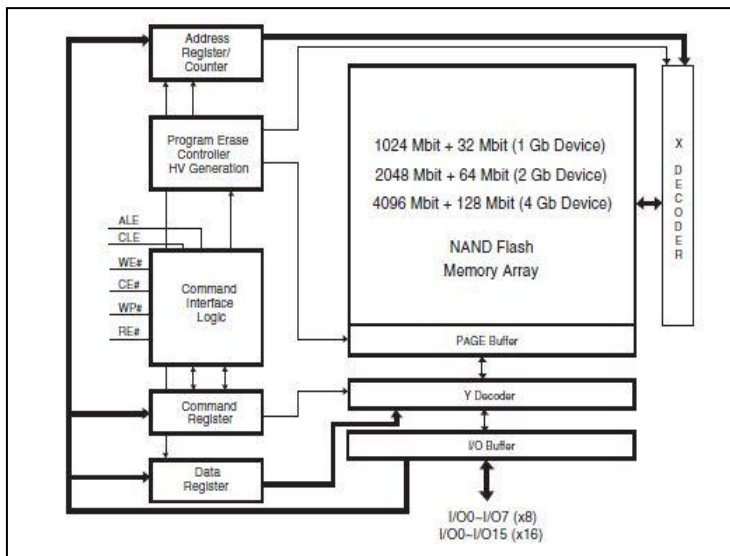 Address
Register/
Counter
Program Erase
Controller
HV Generation
ALE
CLE
WE#
CE#
WP#
RE#
Command
Interface
Logic
Command
Register
Data
Register
1024 Mbit + 32 Mbit (1 Gb Device)
2048 Mbit + 64 Mbit (2 Gb Device)
4096 Mbit + 128 Mbit (4 Gb Device)
NAND Flash
Memory Array
PAGE Buffer
Y Decoder
I/O Buffer
I/O0~I/O7 (x8)
I/O0~I/O15 (x16)
X
D
E
C
O
D
E
R